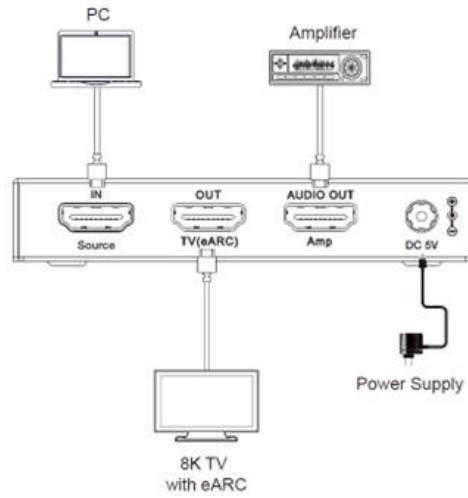 PC
Amplifier
IN
OUT
AUDIO OUT
Source
TV(eARC)
Amp
DC 5V
Power Supply
8K TV
with eARC